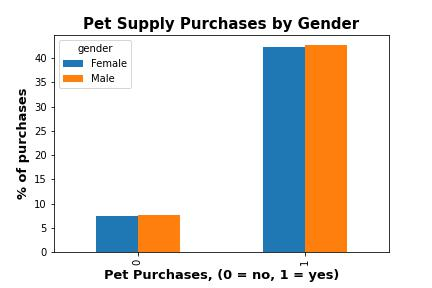 Pet Supply Purchases by Gender
gender
Female
Male
% of purchases
40
35
30
25
20
15
10
5
0
0
1
Pet Purchases, (0 = no, 1 = yes)